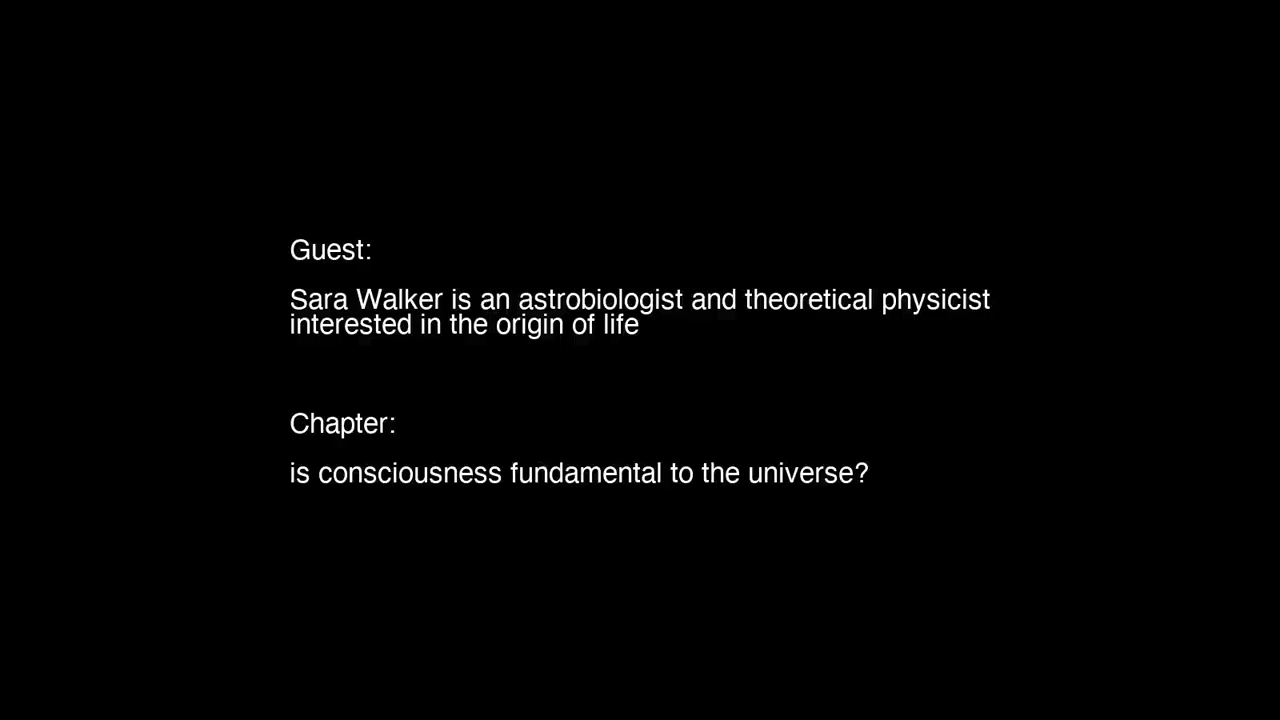 Guest:
Sara Walker is an astrobiologist and theoretical physicist
interested in the origin of life
Chapter:
is consciousness fundamental to the universe?